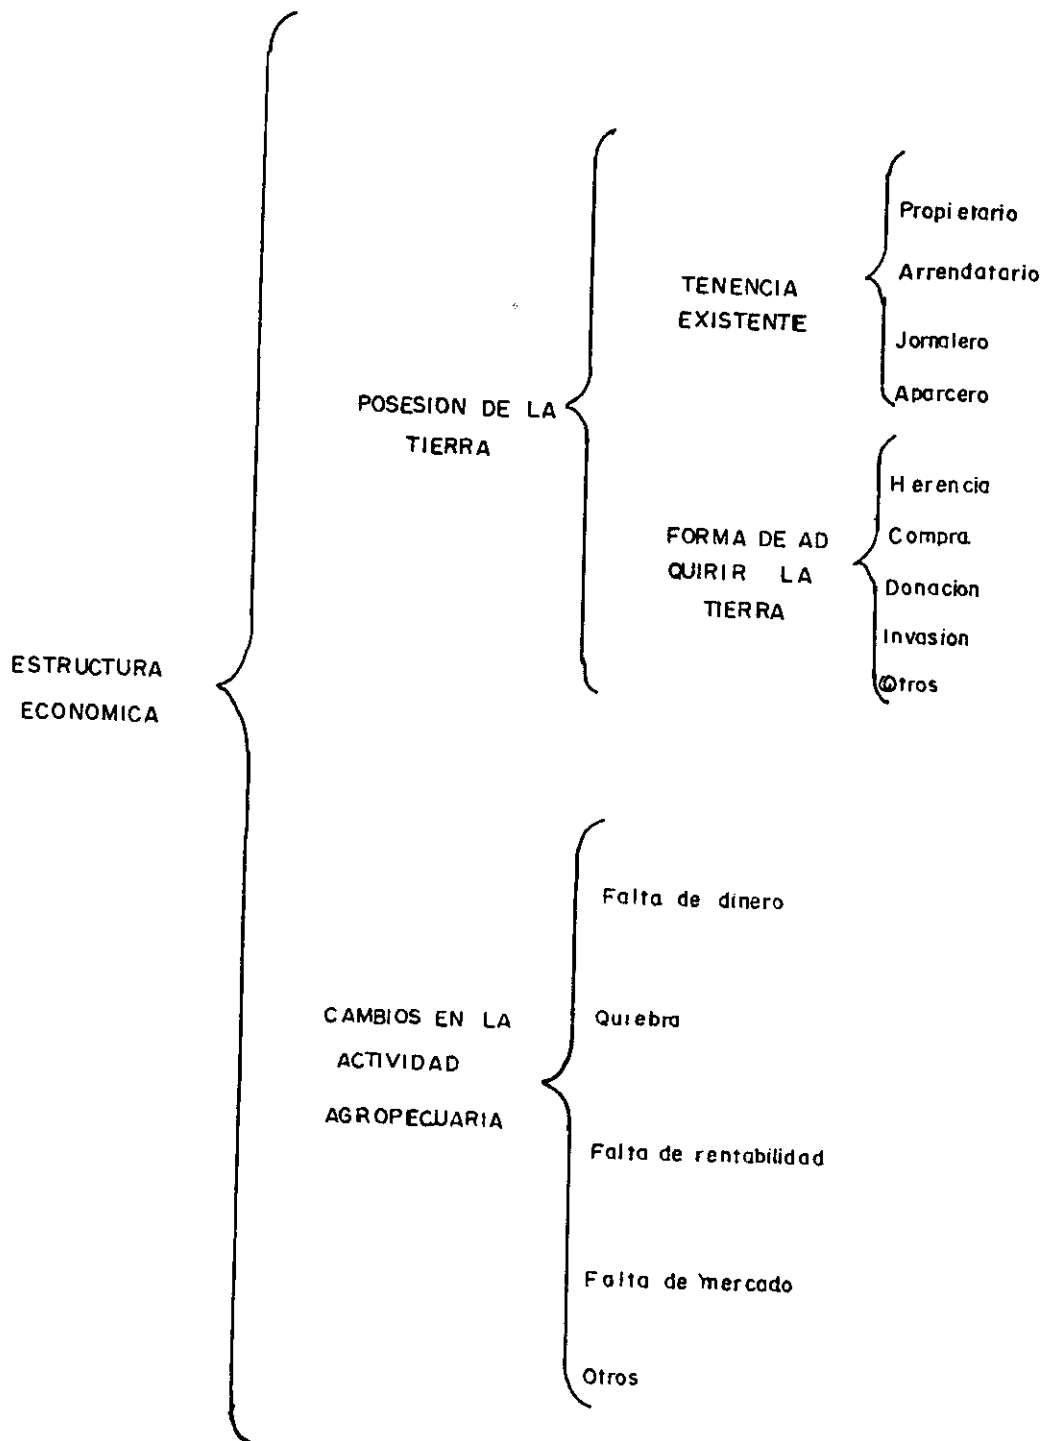 ESTRUCTURA
ECONOMICA
POSESION DE LA
TIERRA
TENENCIA
EXISTENTE
Propietario
Arrendatario
Jornalero
Aparcero
FORMA DE AD
QUIRIR LA
TIERRA
Herencia
Compra
Donacion
Invasion
Otros
CAMBIOS EN LA
ACTIVIDAD
AGROPECUARIA
Falta de dinero
Quiebra
Falta de rentabilidad
Falta de mercado
Otros